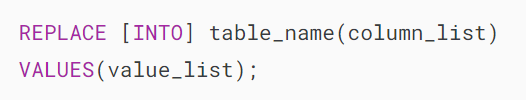 REPLACE [INTO] table_name(column_list)
VALUES(value_list);